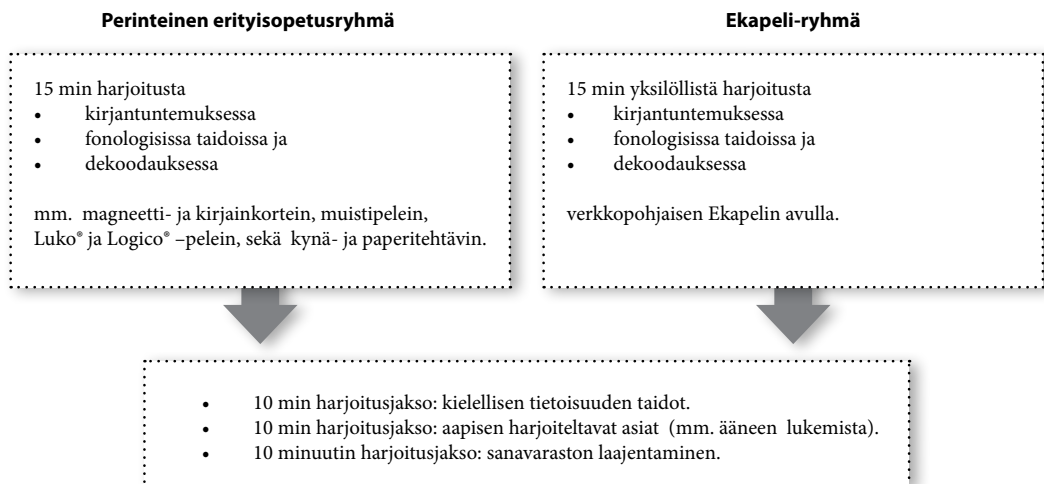 Perinteinen erityisopetusryhmä
15 min harjoitusta
• kirjantuntemuksessa
• fonologisissa taidoissa ja
• dekoodauksessa
mm. magneetti- ja kirjainkortein, muistipelein,
Luko® ja Logico® –pelein, sekä kynä- ja paperitehtävin.
Ekapeli-ryhmä
15 min yksilöllistä harjoitusta
• kirjantuntemuksessa
• fonologisissa taidoissa ja
• dekoodauksessa
verkkopohjaisen Ekapelin avulla.
• 10 min harjoitusjakso: kielellisen tietoisuuden taidot.
• 10 min harjoitusjakso: aapisen harjoiteltavat asiat (mm. ääneen lukemista).
• 10 minuutin harjoitusjakso: sanavaraston laajentaminen.